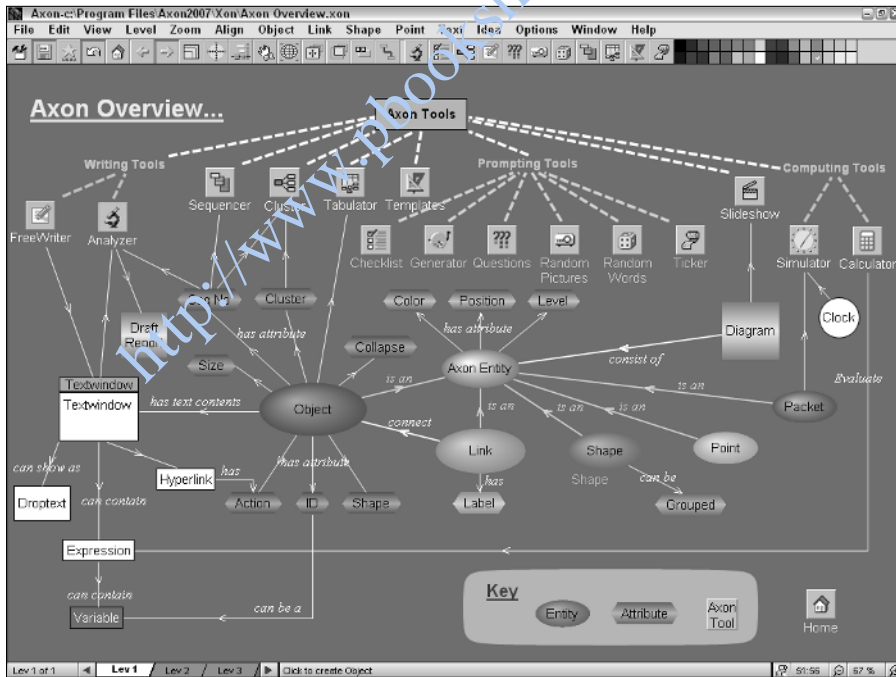 Axon-c:\Program Files\Axon2007\Xon\Axon Overview.xon
File Edit View Level Zoom Align Object Link Shape Point Idea Options Window Help
Axon Overview...
Axon Tools
Writing Tools
Prompting Tools
Computing Tools
Sequencer
Tabulator
Templates
Slideshow
FreeWriter
Analyzer
Checklist
Generator
Questions
Random
Pictures
Random
Words
Ticker
Simulator
Calculator
Cluster
Color
Position
Level
Clock
Draft
has attribute
has attribute
Diagram
Collapse
Size
consist of
Axon Entity
Evaluate
is an
is an
Textwindow
Textwindow
has text contents
Object
Packet
connect
is an
is an
is an
Link
Shape
Point
can show as
Hyperlink
has
has attribute
Shape
can be
has
Droptext
can contain
Action
ID
Shape
Label
Grouped
Expression
can contain
Variable
can be a
Key
Entity
Attribute
Axon
Tool
Home
Lev 1 of 1 Lev 1 Lev 2 Lev 3 Click to create Object 67 %
http://www.pbookshop